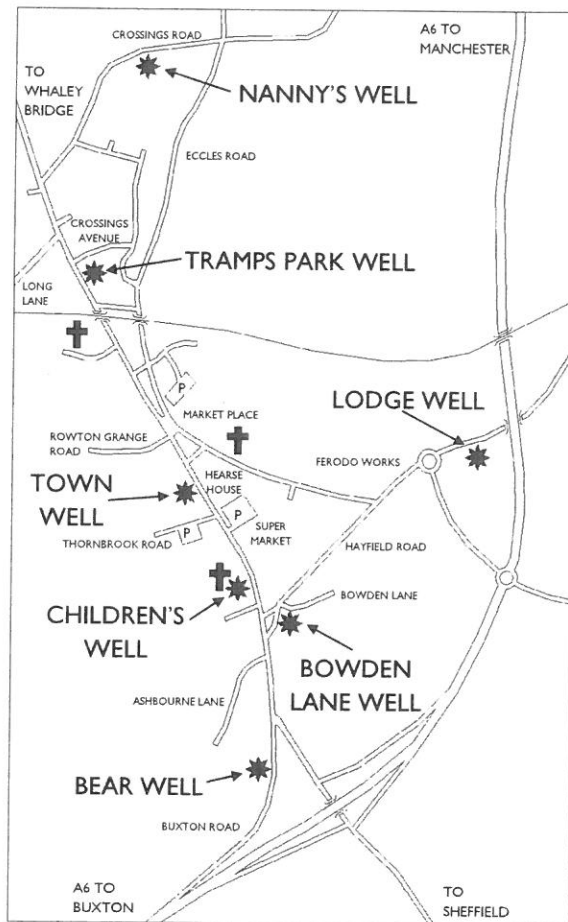 CROSSINGS ROAD
A6 TO
MANCHESTER
TO
WHALEY
BRIDGE
NANNY'S WELL
ECCLES ROAD
CROSSINGS
AVENUE
TRAMPS PARK WELL
LONG
LANE
P
MARKET PLACE
LODGE WELL
ROWTON GRANGE
ROAD
FERODO WORKS
HEARSE
HOUSE
TOWN
WELL
P
SUPER
MARKET
P
THORNBROOK ROAD
HAYFIELD ROAD
BOWDEN LANE
CHILDREN'S
WELL
BOWDEN
LANE WELL
ASHBOURNE LANE
BEAR WELL
BUXTON ROAD
A6 TO
BUXTON
TO
SHEFFIELD